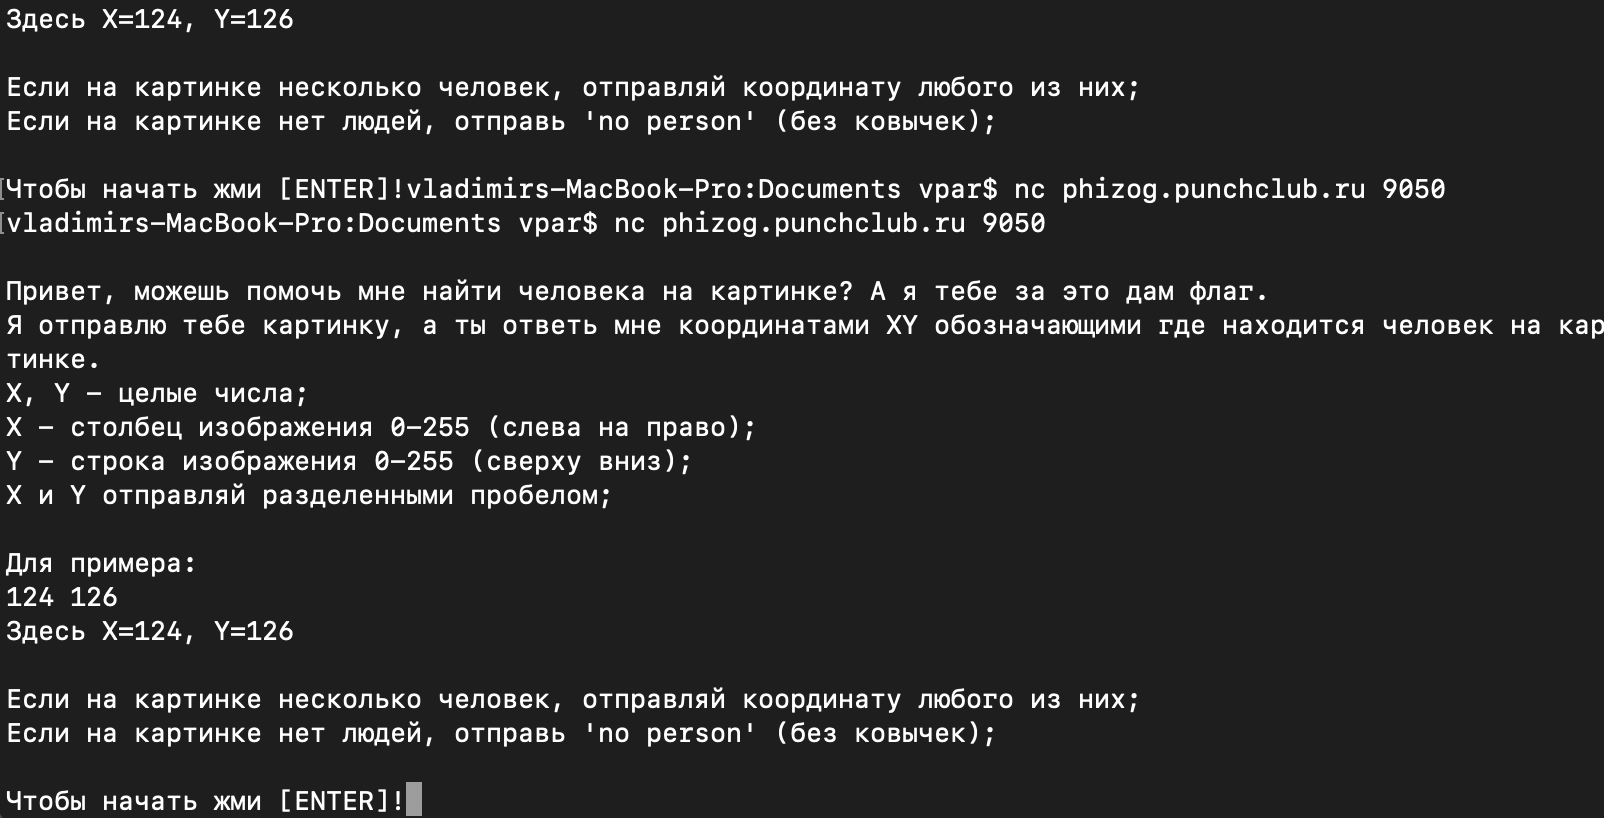 Здесь X=124, Y=126
Если на картинке несколько человек, отправляй координату любого из них;
Если на картинке нет людей, отправь 'no person' (без ковычек);
Чтобы начать жми [ENTER]!vladimirs-MacBook-Pro:Documents vpar$ nc phizog.punchclub.ru 9050
vladimirs-MacBook-Pro:Documents vpar$ nc phizog.punchclub.ru 9050
Привет, можешь помочь мне найти человека на картинке? А я тебе за это дам флаг.
Я отправлю тебе картинку, а ты ответь мне координатами XY обозначающими где находится человек на кар
тинке.
X, Y – целые числа;
X – столбец изображения 0–255 (слева на право);
Y – строка изображения 0–255 (сверху вниз);
X и Y отправляй разделенными пробелом;
Для примера:
124 126
Здесь X=124, Y=126
Если на картинке несколько человек, отправляй координату любого из них;
Если на картинке нет людей, отправь 'no person' (без ковычек);
Чтобы начать жми [ENTER]!